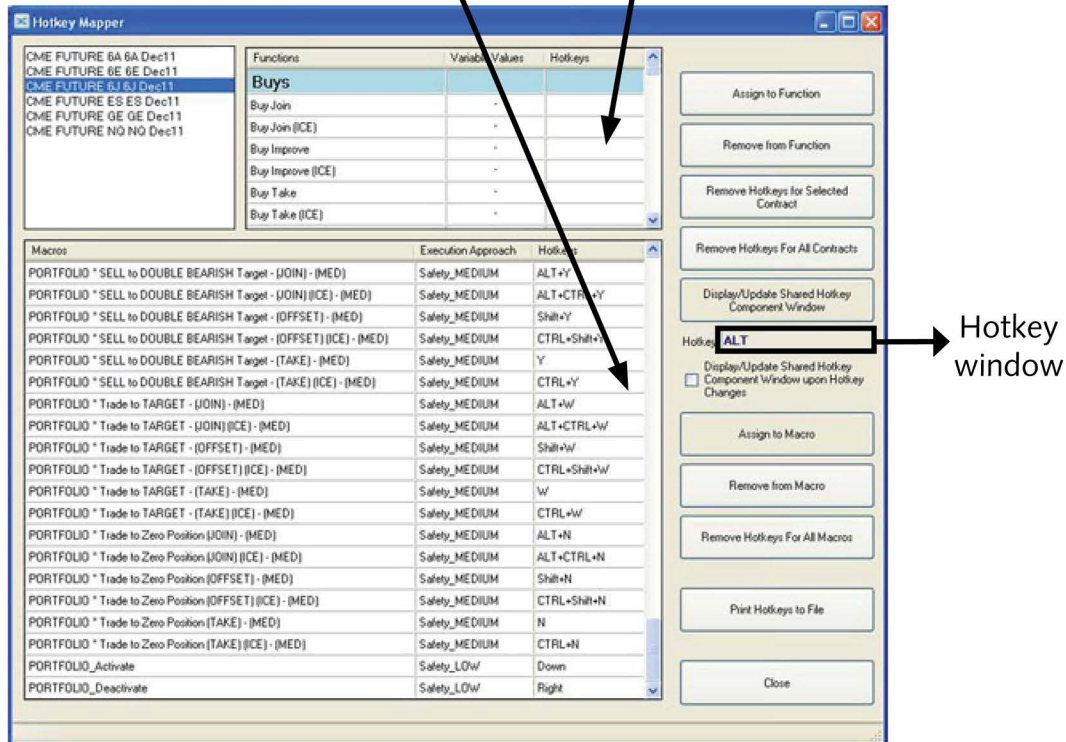 Hotkey Mapper
CME FUTURE 6A 6A Dec11
CME FUTURE 6E 6E Dec11
CME FUTURE 6J 6J Dec11
CME FUTURE ES ES Dec11
CME FUTURE GE GE Dec11
CME FUTURE NQ NQ Dec11
Functions Variable Values Hotkeys
Buys
Buy Join -
Buy Join (ICE) -
Buy Improve -
Buy Improve (ICE) -
Buy Take -
Buy Take (ICE) -
Macros Execution Approach Hotkeys
PORTFOLIO * SELL to DOUBLE BEARISH Target - (JOIN) - (MED) Safety_MEDIUM ALT+Y
PORTFOLIO * SELL to DOUBLE BEARISH Target - (JOIN) (ICE) - (MED) Safety_MEDIUM ALT+CTRL+Y
PORTFOLIO * SELL to DOUBLE BEARISH Target - (OFFSET) - (MED) Safety_MEDIUM Shift+Y
PORTFOLIO * SELL to DOUBLE BEARISH Target - (OFFSET) (ICE) - (MED) Safety_MEDIUM CTRL+Shift+Y
PORTFOLIO * SELL to DOUBLE BEARISH Target - (TAKE) - (MED) Safety_MEDIUM Y
PORTFOLIO * SELL to DOUBLE BEARISH Target - (TAKE) (ICE) - (MED) Safety_MEDIUM CTRL+Y
PORTFOLIO * Trade to TARGET - (JOIN) - (MED) Safety_MEDIUM ALT+W
PORTFOLIO * Trade to TARGET - (JOIN) (ICE) - (MED) Safety_MEDIUM ALT+CTRL+W
PORTFOLIO * Trade to TARGET - (OFFSET) - (MED) Safety_MEDIUM Shift+W
PORTFOLIO * Trade to TARGET - (OFFSET) (ICE) - (MED) Safety_MEDIUM CTRL+Shift+W
PORTFOLIO * Trade to TARGET - (TAKE) - (MED) Safety_MEDIUM W
PORTFOLIO * Trade to TARGET - (TAKE) (ICE) - (MED) Safety_MEDIUM CTRL+W
PORTFOLIO * Trade to Zero Position (JOIN) - (MED) Safety_MEDIUM ALT+N
PORTFOLIO * Trade to Zero Position (JOIN) (ICE) - (MED) Safety_MEDIUM ALT+CTRL+N
PORTFOLIO * Trade to Zero Position (OFFSET) - (MED) Safety_MEDIUM Shift+N
PORTFOLIO * Trade to Zero Position (OFFSET) (ICE) - (MED) Safety_MEDIUM CTRL+Shift+N
PORTFOLIO * Trade to Zero Position (TAKE) - (MED) Safety_MEDIUM N
PORTFOLIO * Trade to Zero Position (TAKE) (ICE) - (MED) Safety_MEDIUM CTRL+N
PORTFOLIO_Activate Safety_LOW Down
PORTFOLIO_Deactivate Safety_LOW Right
Assign to Function
Remove from Function
Remove Hotkeys for Selected
Contract
Remove Hotkeys For All Contracts
Display/Update Shared Hotkey
Component Window
Hotkey ALT
Display/Update Shared Hotkey
Component Window upon Hotkey
Changes
Assign to Macro
Remove from Macro
Remove Hotkeys For All Macros
Print Hotkeys to File
Close
Hotkey
window